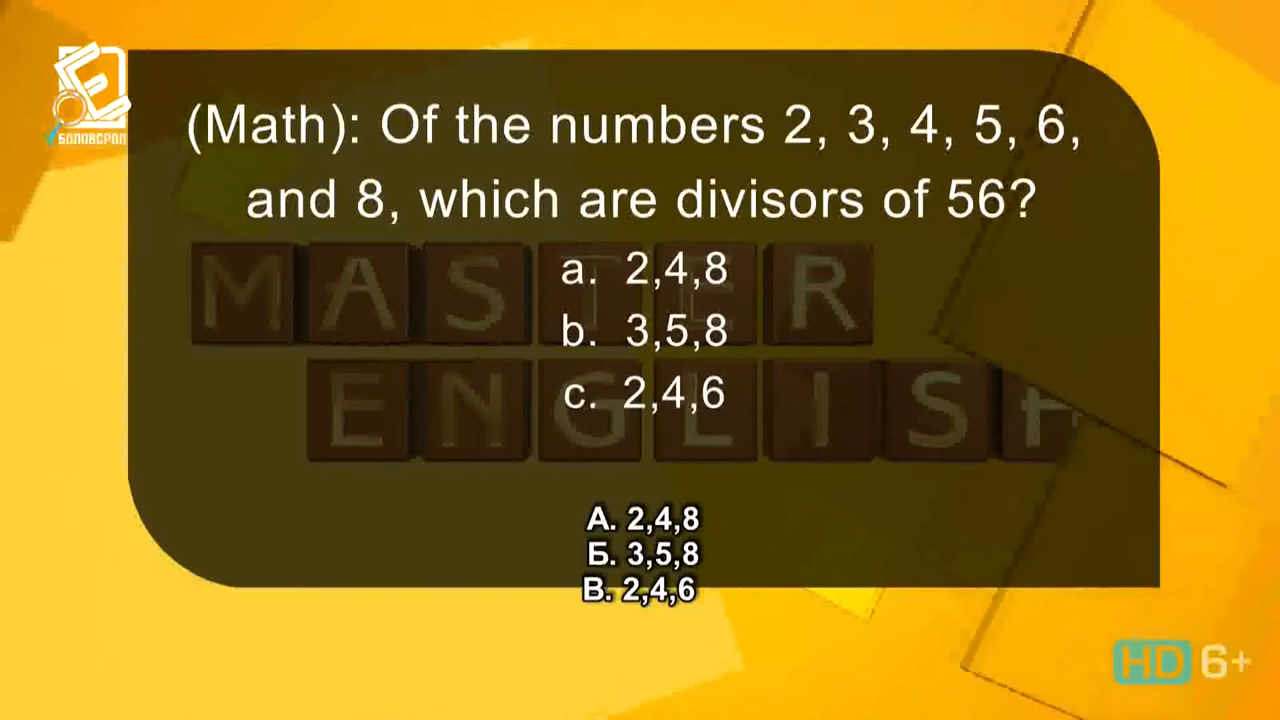 БОЛОВСРОЛ
(Math): Of the numbers 2, 3, 4, 5, 6,
and 8, which are divisors of 56?
a. 2,4,8
b. 3,5,8
c. 2,4,6
MASTER
ENGLISH
А. 2,4,8
Б. 3,5,8
В. 2,4,6
HD 6+